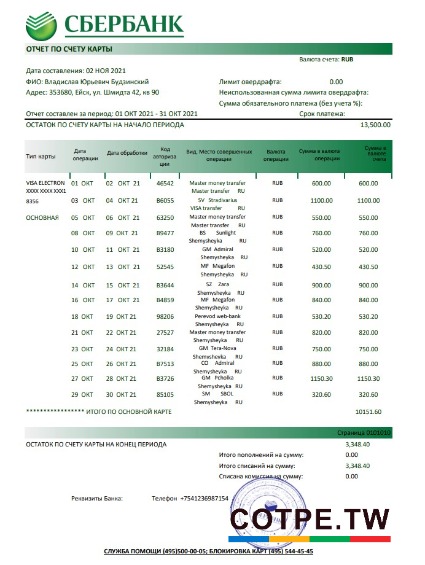 СБЕРБАНК
ОТЧЕТ ПО СЧЕТУ КАРТЫ
Валюта счета: RUB
Дата составления: 02 НОЯ 2021
ФИО: Владислав Юрьевич Будзинский Лимит овердрафта: 0.00
Адрес: 353680, Ейск, ул. Шмидта 42, кв 90 Неиспользованная сумма лимита овердрафта:
Сумма обязательного платежа (без учета %):
Отчет составлен за период: 01 ОКТ 2021 - 31 ОКТ 2021 Срок платежа:
ОСТАТОК ПО СЧЕТУ КАРТЫ НА НАЧАЛО ПЕРИОДА 13,500.00
Тип карты Дата операции Дата обработки Код авториза ции Вид, Место совершенных операции Валюта операции Сумма в валюте операции Сумма в валюте счета
VISA ELECTRON 01 ОКТ 02 ОКТ 21 46542 Master money transfer RUB 600.00 600.00
XXXX XXXX XXX1 Master transfer RU
8356 03 ОКТ 04 ОКТ 21 B6055 SV Stradivarius RUB 1100.00 1100.00
VISA transfer RU
ОСНОВНАЯ 05 ОКТ 06 ОКТ 21 63250 Master money transfer RUB 550.00 550.00
Master transfer RU
08 ОКТ 09 ОКТ 21 B9477 BS Sunlight RUB 760.00 760.00
Shemysheyka RU
10 ОКТ 11 ОКТ 21 B3180 GM Admiral RUB 520.00 520.00
Shemysheyka RU
12 ОКТ 13 ОКТ 21 52545 MF Megafon RUB 430.50 430.50
Shemysheyka RU
14 ОКТ 15 ОКТ 21 B3644 SZ Zara RUB 900.00 900.00
Shemysheyka RU
16 ОКТ 17 ОКТ 21 B4859 MF Megafon RUB 840.00 840.00
Shemysheyka RU
18 ОКТ 19 ОКТ 21 98206 Perevod web-bank RUB 530.20 530.20
Shemysheyka RU
21 ОКТ 22 ОКТ 21 27527 Master money transfer RUB 820.00 820.00
Shemysheyka RU
23 ОКТ 24 ОКТ 21 32184 GM Tera-Nova RUB 750.00 750.00
Shemysheyka RU
25 ОКТ 26 ОКТ 21 B7513 CO Admiral RUB 880.00 880.00
Shemysheyka RU
27 ОКТ 28 ОКТ 21 B3726 GM Pcholka RUB 1150.30 1150.30
Shemysheyka RU
29 ОКТ 30 ОКТ 21 85105 SM SBOL RUB 320.60 320.60
Shemysheyka RU
***************** ИТОГО ПО ОСНОВНОЙ КАРТЕ 10151.60
Страница 0101010
ОСТАТОК ПО СЧЕТУ КАРТЫ НА КОНЕЦ ПЕРИОДА 3,348.40
Итого пополнений на сумму: 0.00
Итого списаний на сумму: 3,348.40
Списана комиссия на сумму: 0.00
Реквизиты Банка: Телефон +7541236987154
COTPE.TW
СЛУЖБА ПОМОЩИ (495)500-00-05; БЛОКИРОВКА КАРТ (495) 544-45-45